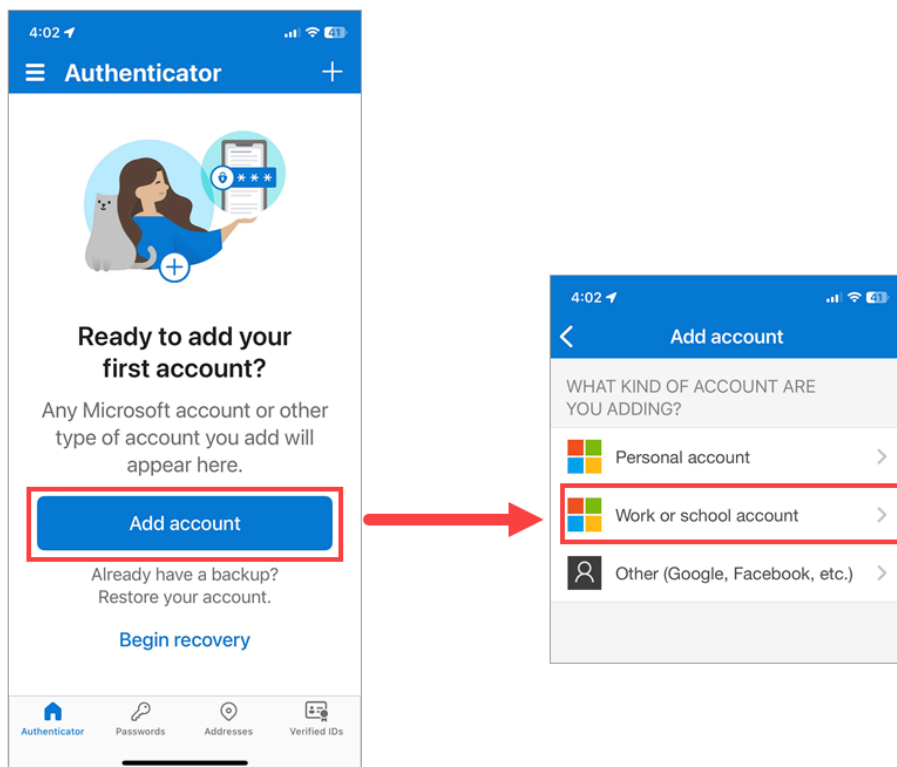 4:02
41
Authenticator
* * *
Ready to add your
first account?
Any Microsoft account or other
type of account you add will
appear here.
Add account
Already have a backup?
Restore your account.
Begin recovery
Authenticator
Passwords
Addresses
Verified IDs
4:02
41
Add account
WHAT KIND OF ACCOUNT ARE
YOU ADDING?
Personal account
Work or school account
Other (Google, Facebook, etc.)